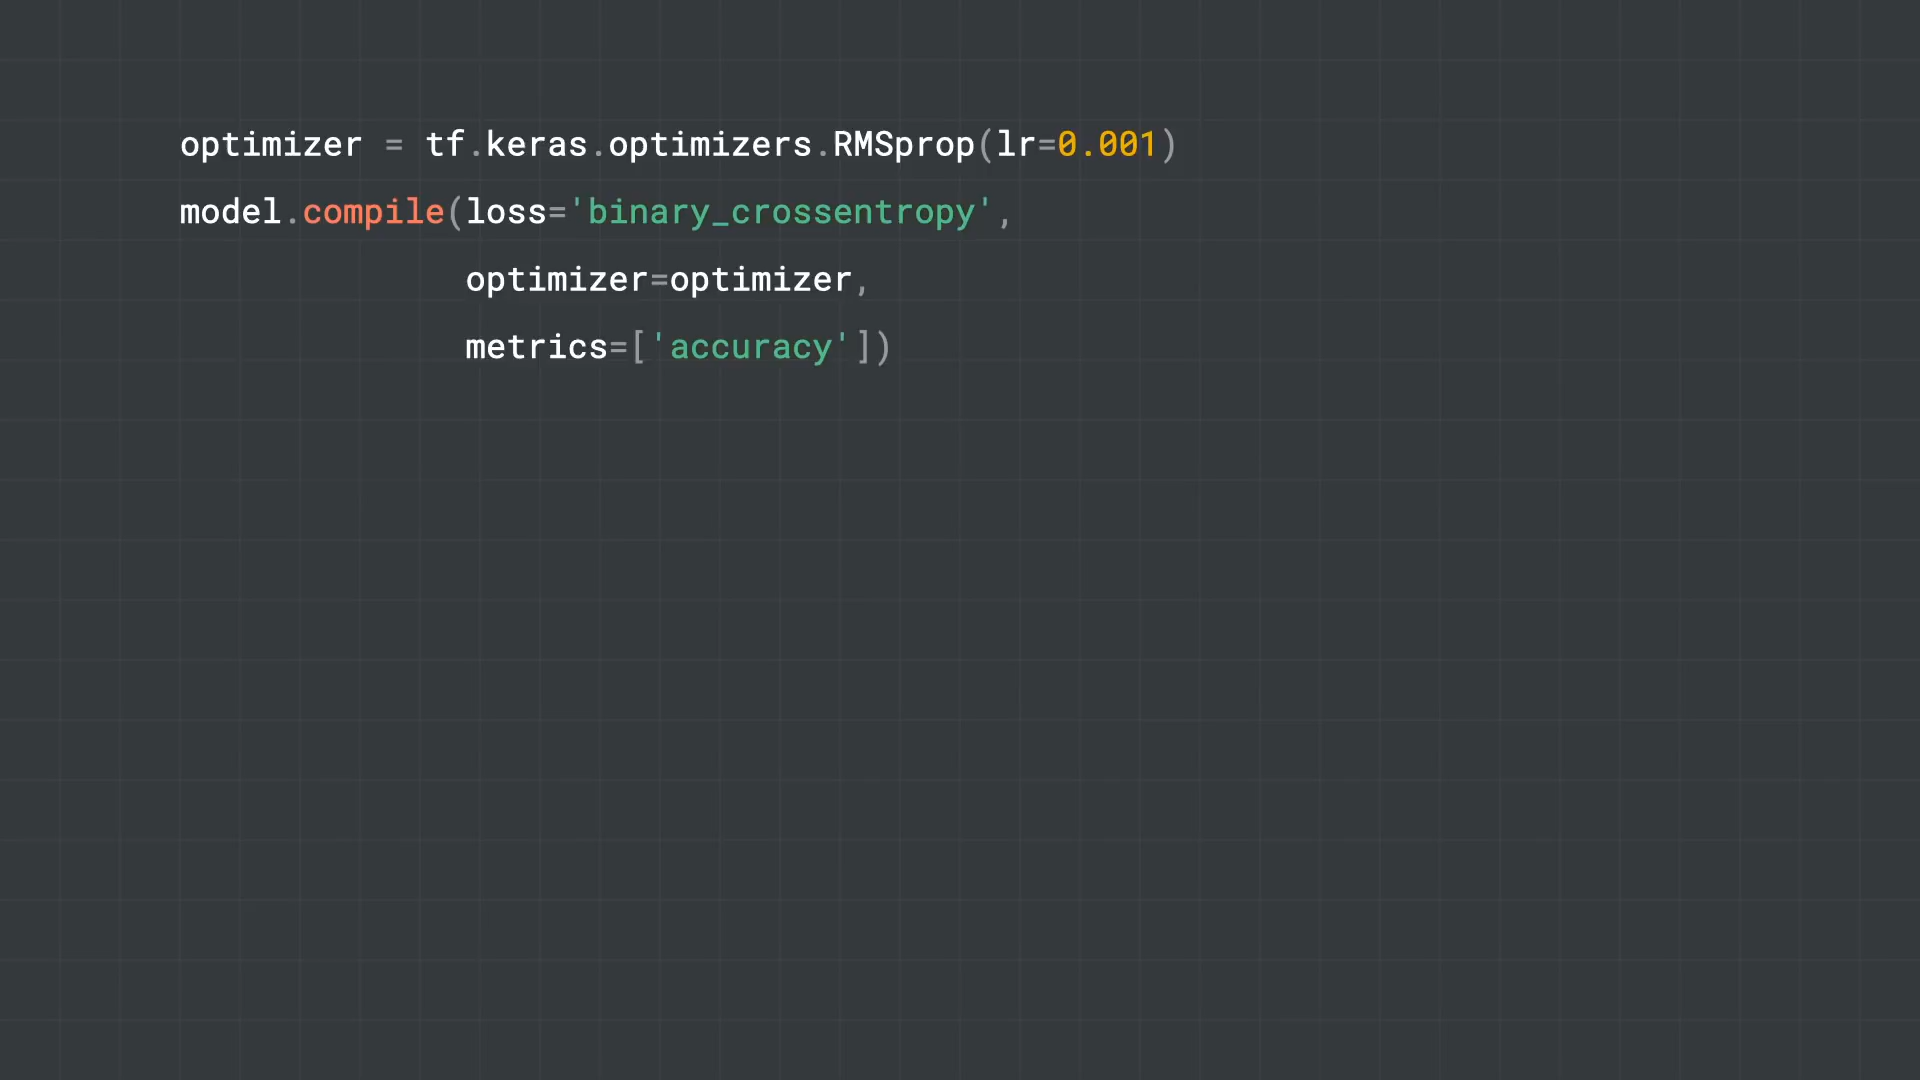 optimizer = tf.keras.optimizers.RMSprop(lr=0.001)
model.compile(loss='binary_crossentropy',
optimizer=optimizer,
metrics=['accuracy'])